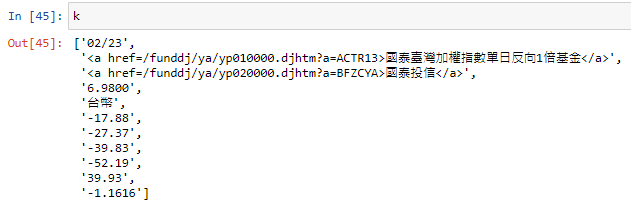 In [45]: k
Out[45]: ['02/23',
'<a href=/funddj/ya/yp010000.djhtm?a=ACTR13>國泰臺灣加權指數單日反向1倍基金</a>',
'<a href=/funddj/ya/yp020000.djhtm?a=BFZCYA>國泰投信</a>',
'6.9800',
'台幣',
'-17.88',
'-27.37',
'-39.83',
'-52.19',
'39.93',
'-1.1616']